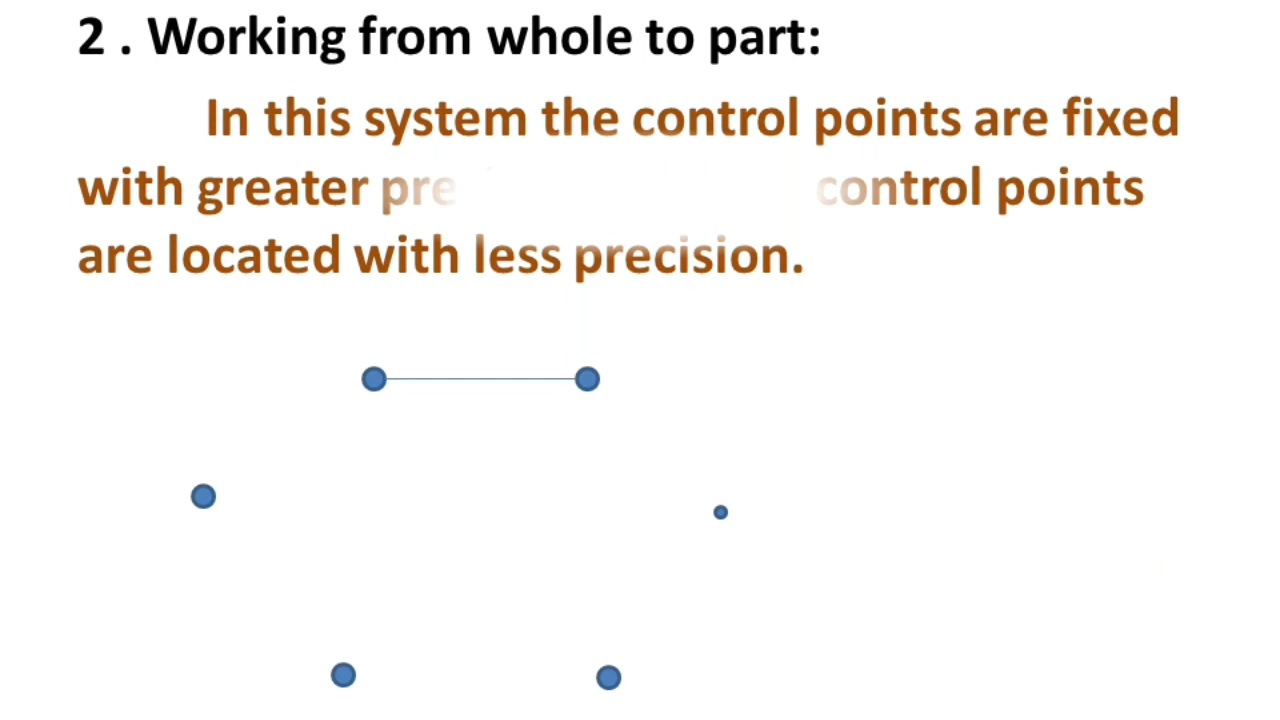 2 . Working from whole to part:
In this system the control points are fixed
with greater control points
are located with less precision.